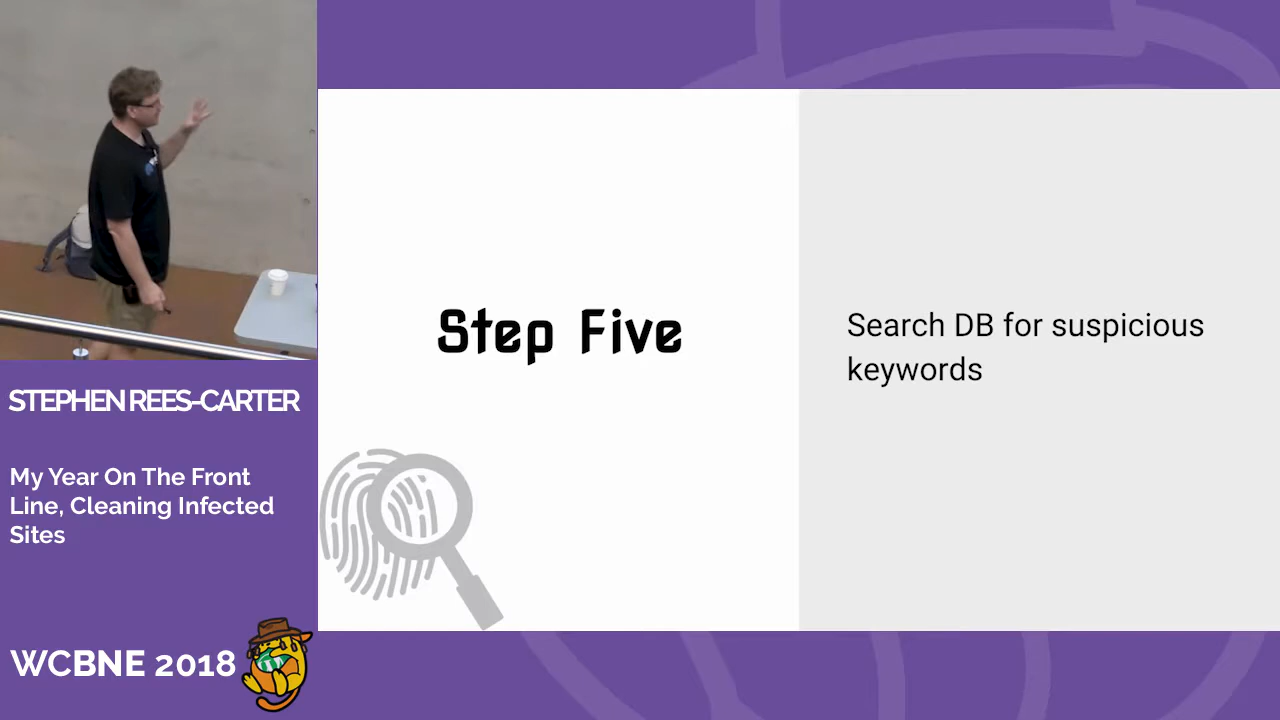 STEPHEN REES-CARTER
My Year On The Front
Line, Cleaning Infected
Sites
WCBNE 2018
Step Five
Search DB for suspicious
keywords